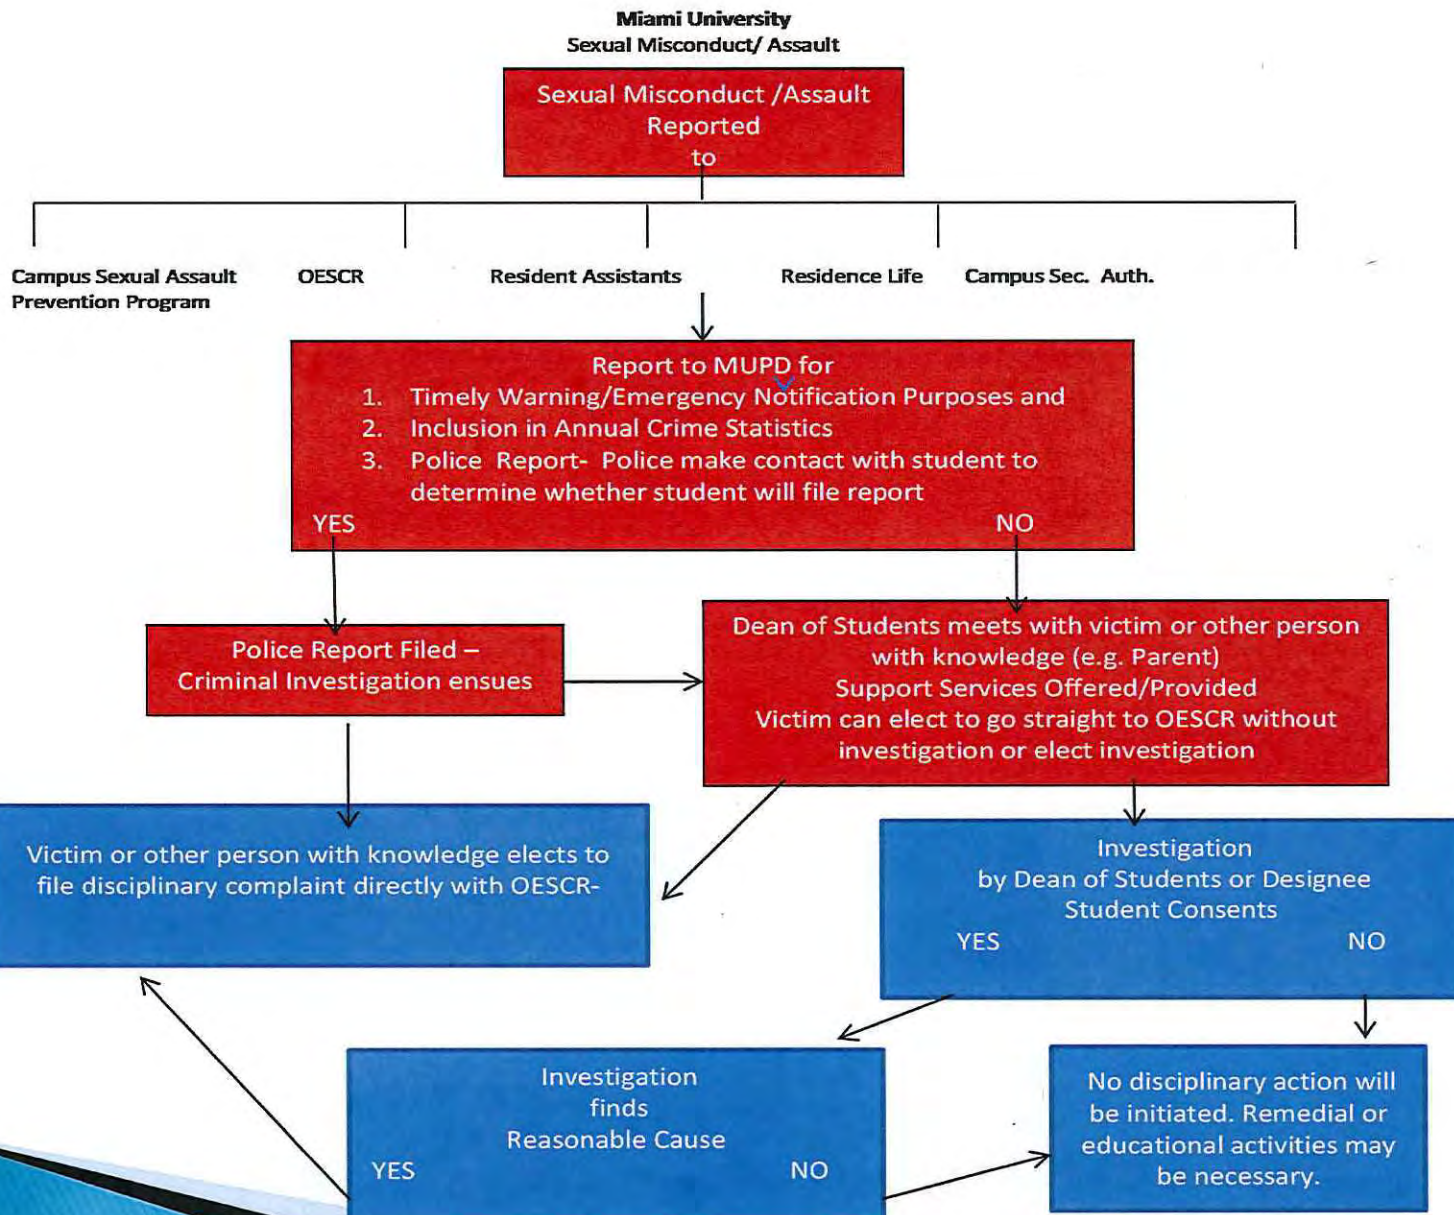 Miami University
Sexual Misconduct/ Assault
Sexual Misconduct /Assault
Reported
to
Campus Sexual Assault
Prevention Program
OESCR
Resident Assistants
Residence Life
Campus Sec. Auth.
Report to MUPD for
1. Timely Warning/Emergency Notification Purposes and
2. Inclusion in Annual Crime Statistics
3. Police Report- Police make contact with student to
determine whether student will file report
YES
NO
Police Report Filed –
Criminal Investigation ensues
Dean of Students meets with victim or other person
with knowledge (e.g. Parent)
Support Services Offered/Provided
Victim can elect to go straight to OESCR without
investigation or elect investigation
Victim or other person with knowledge elects to
file disciplinary complaint directly with OESCR-
Investigation
by Dean of Students or Designee
Student Consents
YES
NO
Investigation
finds
Reasonable Cause
YES
NO
No disciplinary action will
be initiated. Remedial or
educational activities may
be necessary.